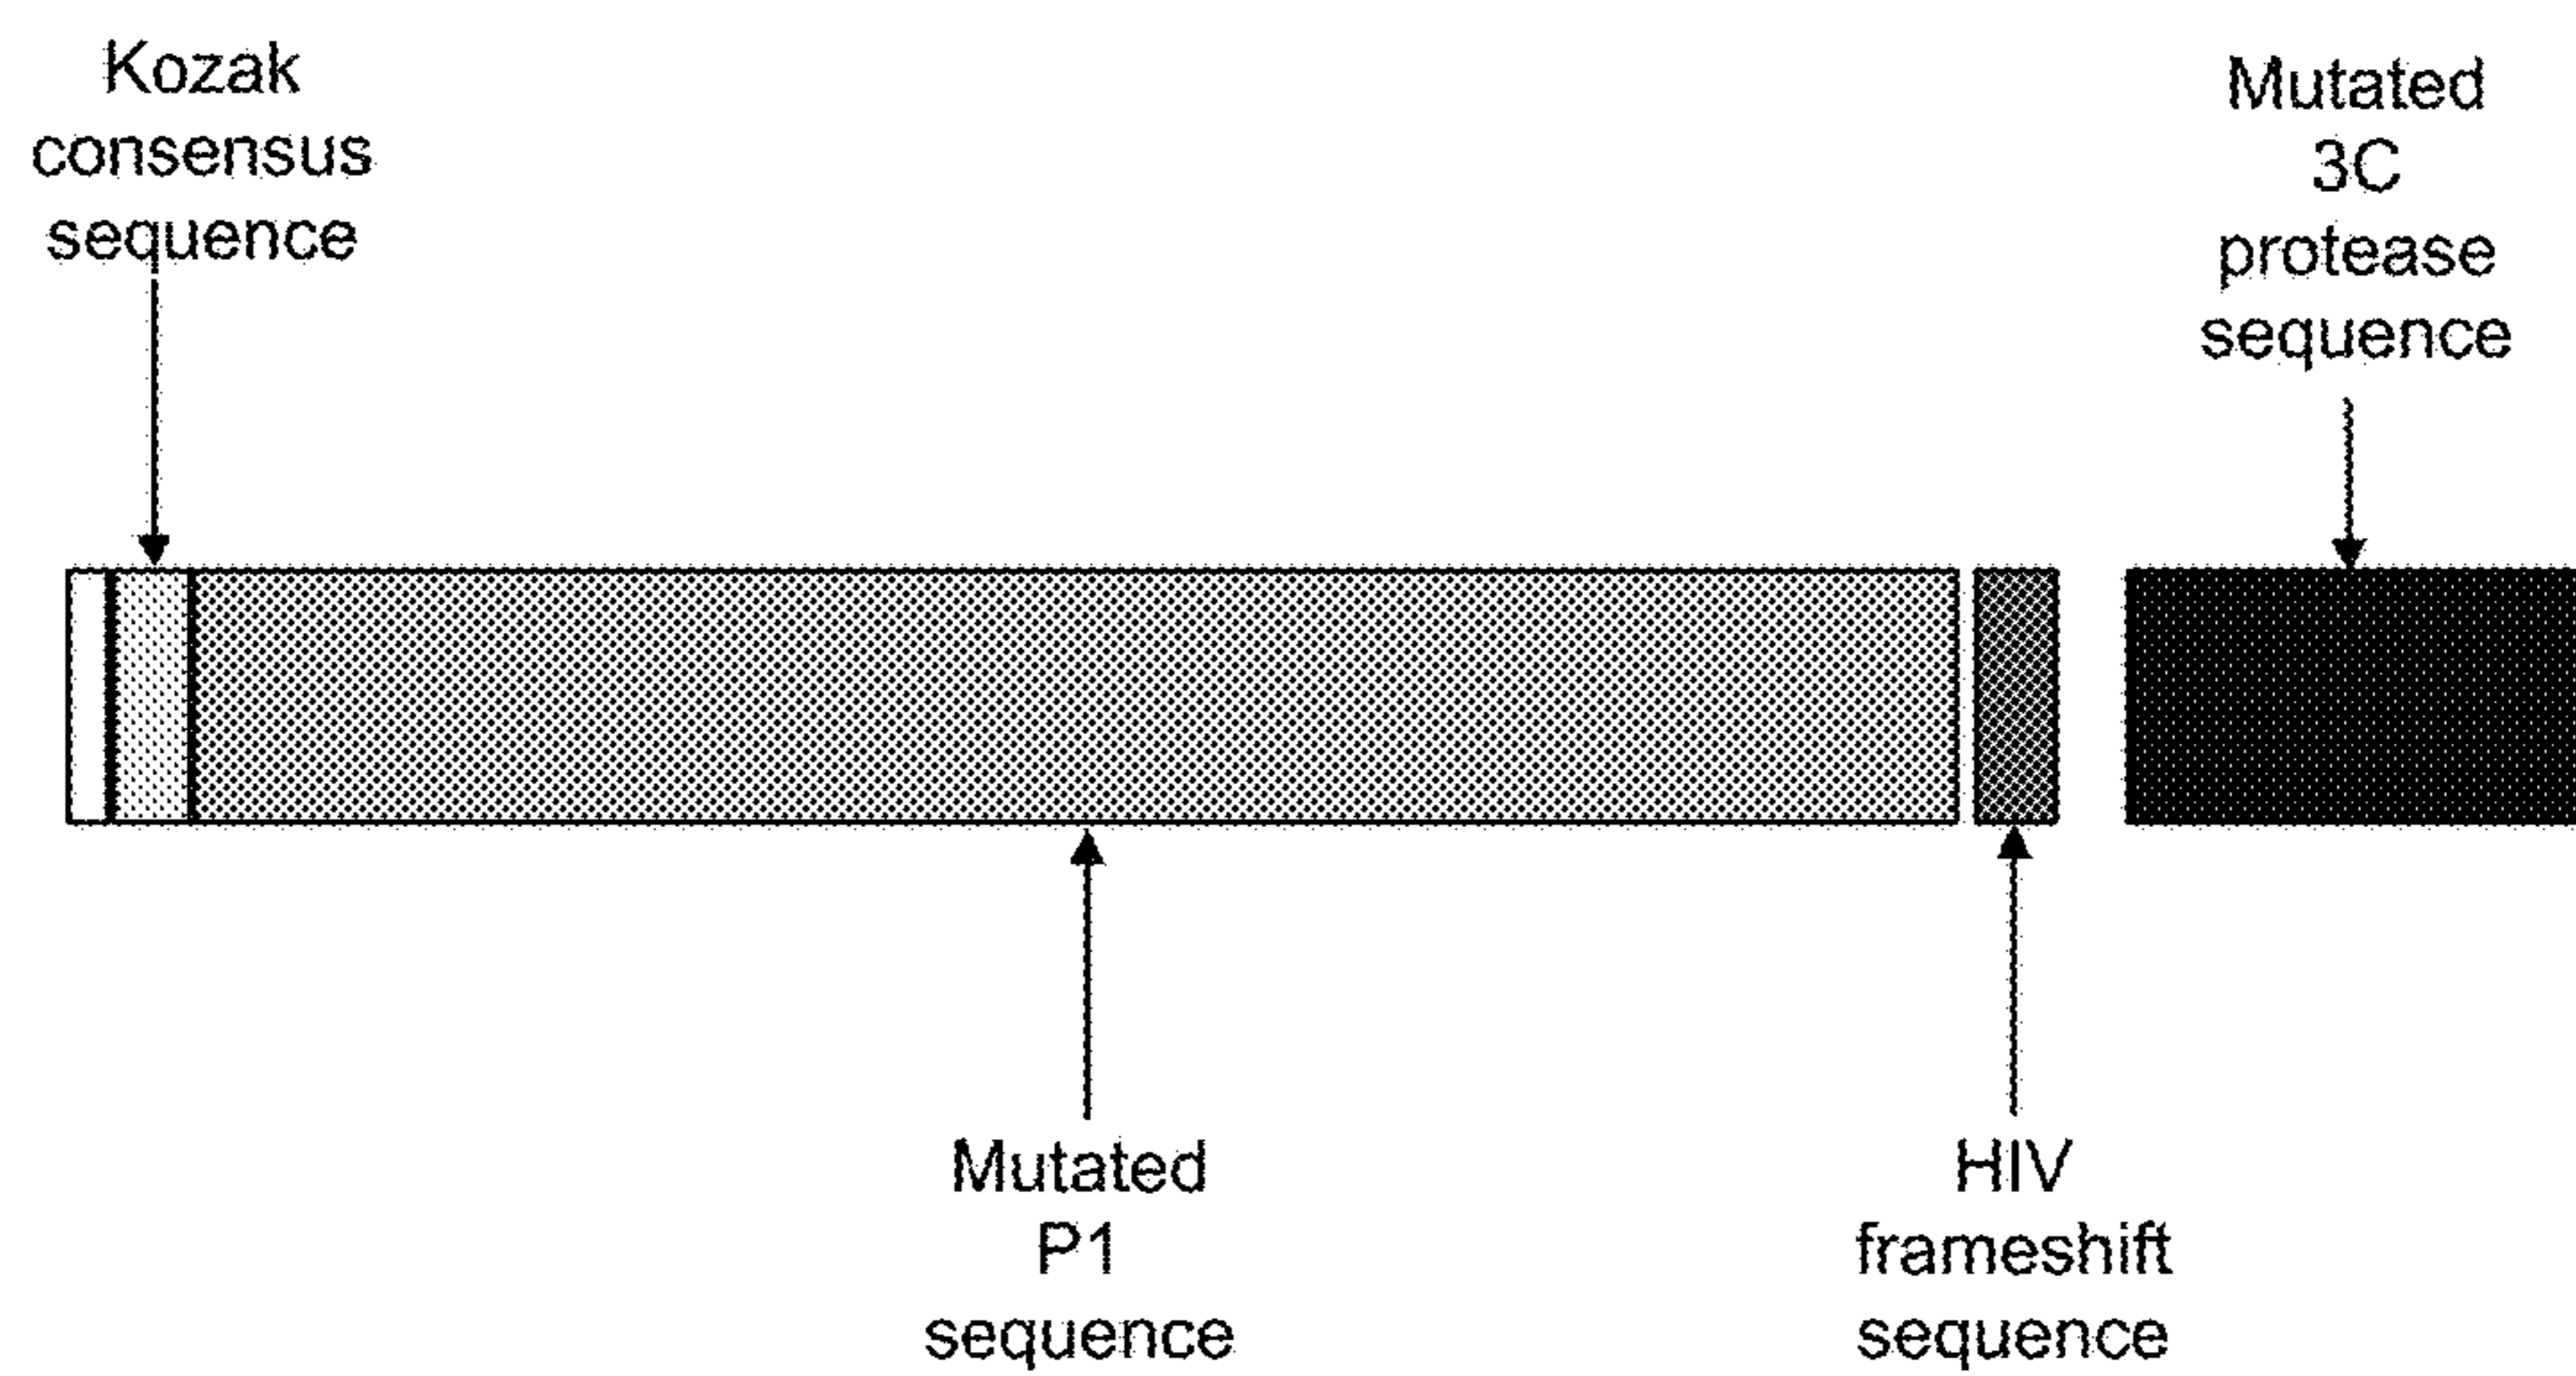 Kozak
consensus
sequence
Mutated
3C
protease
sequence
Mutated
P1
sequence
HIV
frameshift
sequence